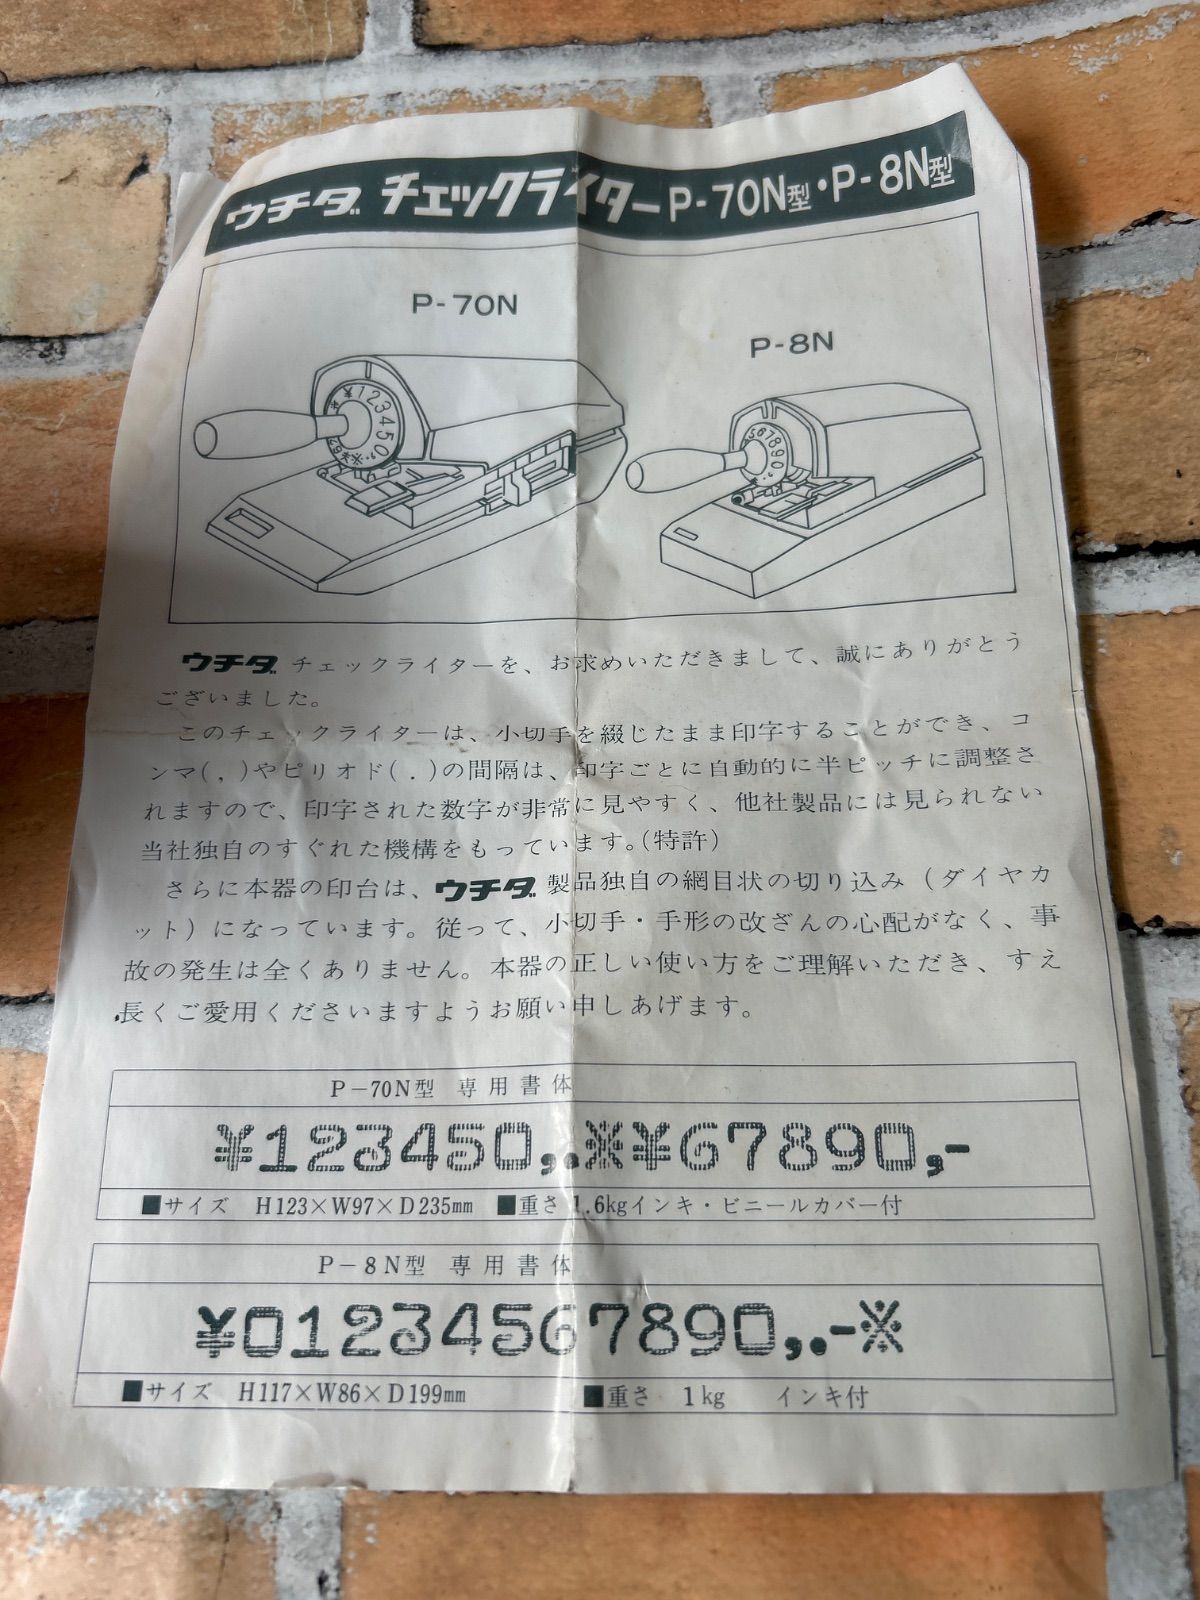 ウチダ チェックライターP-70N型・P-8N型
P-70N
P-8N
ウチダ チェックライターを、お求めいただきまして、誠にありがとう
ございました。
このチェックライターは、小切手を綴じたまま印字することができ、コ
ンマ(,)やピリオド(.)の間隔は、印字ごとに自動的に半ピッチに調整さ
れますので、印字された数字が非常に見やすく、他社製品には見られない
当社独自のすぐれた機構をもっています。(特許)
さらに本器の印台は、ウチダ製品独自の網目状の切り込み(ダイヤカ
ット)になっています。従って、小切手・手形の改ざんの心配がなく、事
故の発生は全くありません。本器の正しい使い方をご理解いただき、すえ
長くご愛用くださいますようお願い申しあげます。
P-70N型 専用書体
¥123450,.※¥67890,-
■サイズ H123×W97×D235mm ■重さ 1.6kgインキ・ビニールカバー付
P-8N型 専用書体
¥01234567890,.-※
■サイズ H117×W86×D199mm ■重さ 1kg インキ付